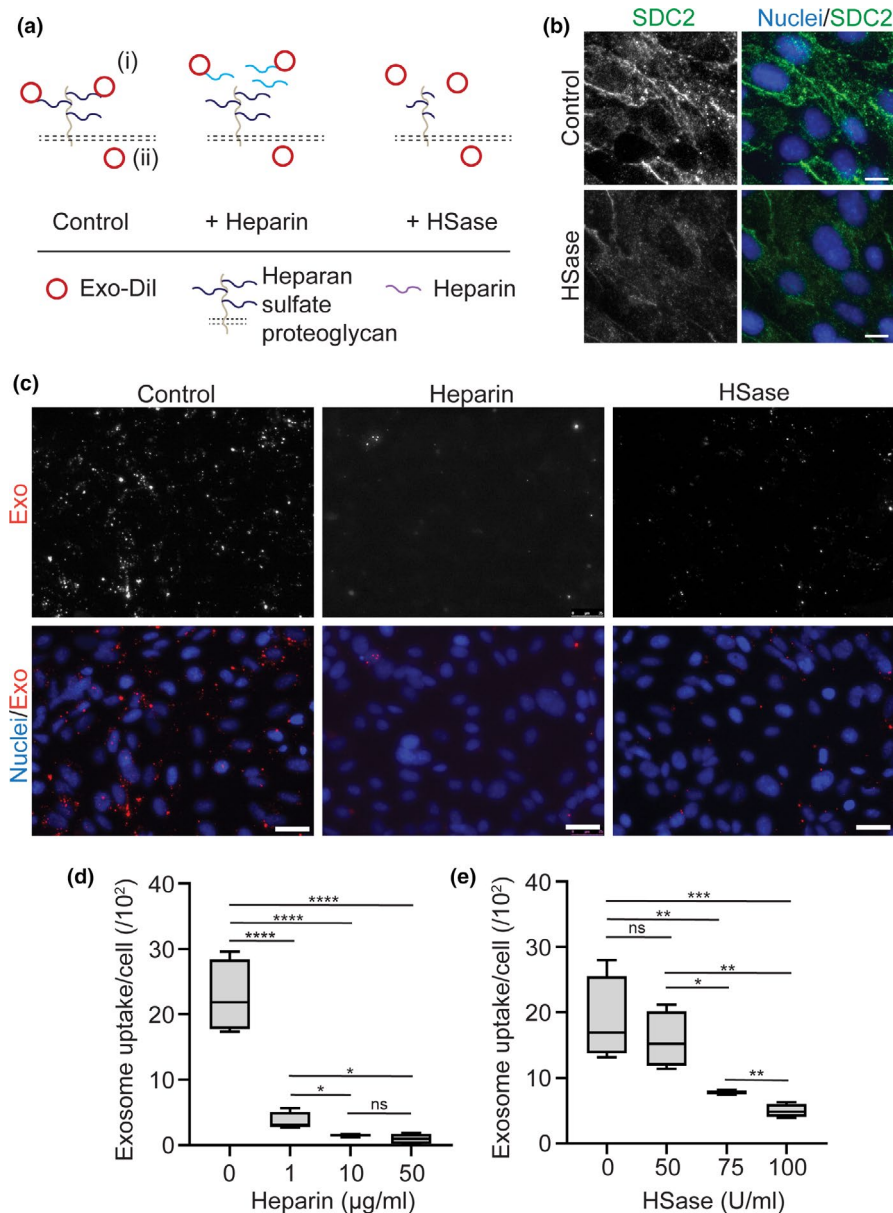 (a)
(i)
(ii)
Control
+ Heparin
+ HSase
Exo-DiI
Heparan
sulfate
proteoglycan
Heparin
(b)
SDC2
Nuclei/SDC2
Control
HSase
(c)
Control
Heparin
HSase
Exo
Nuclei/Exo
(d)
Exosome uptake/cell (/10²)
40
30
20
10
0
****
****
****
*
*
ns
0 1 10 50
Heparin (µg/ml)
(e)
Exosome uptake/cell (/10²)
40
30
20
10
0
***
**
ns
**
*
**
0 50 75 100
HSase (U/ml)